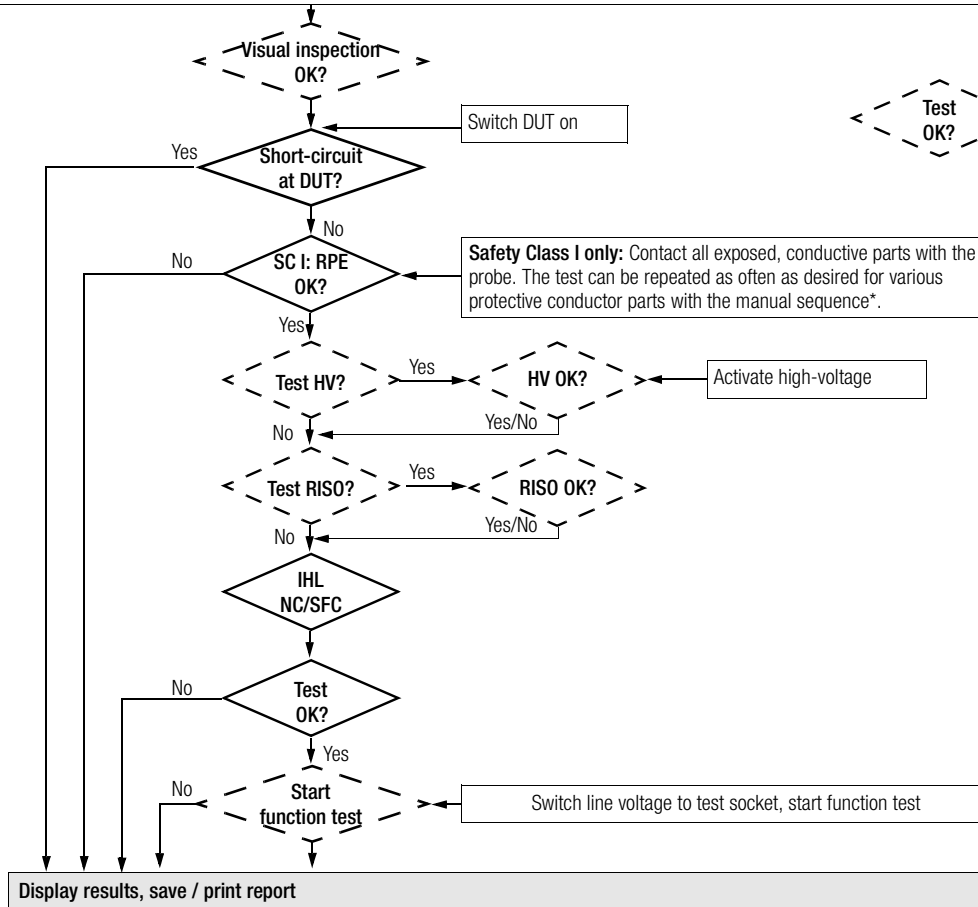 Visual inspection
OK?
Test
OK?
Switch DUT on
Yes
Short-circuit
at DUT?
No
No
SC I: RPE
OK?
Safety Class I only: Contact all exposed, conductive parts with the
probe. The test can be repeated as often as desired for various
protective conductor parts with the manual sequence*.
Yes
Test HV?
Yes
HV OK?
Activate high-voltage
No
Yes/No
Test RISO?
Yes
RISO OK?
No
Yes/No
IHL
NC/SFC
No
Test
OK?
Yes
No
Start
function test
Switch line voltage to test socket, start function test
Display results, save / print report